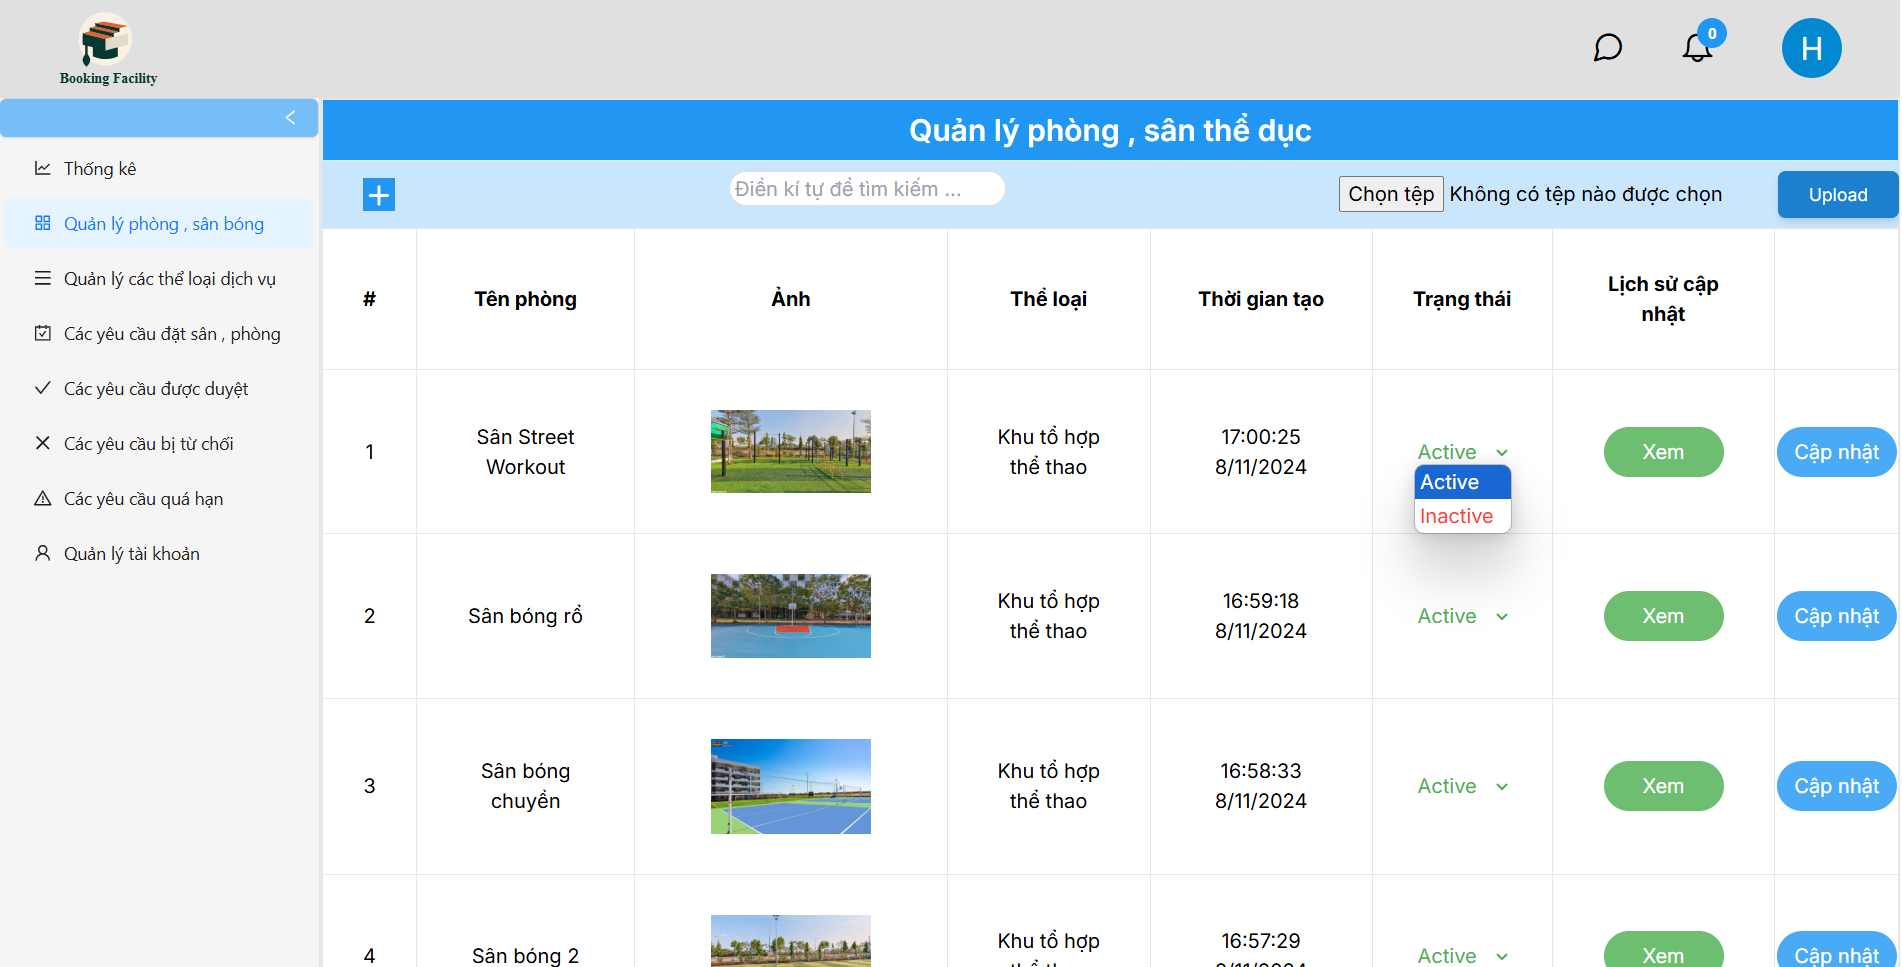 Booking Facility
0
H
Thống kê
Quản lý phòng , sân bóng
Quản lý các thể loại dịch vụ
Các yêu cầu đặt sân , phòng
Các yêu cầu được duyệt
Các yêu cầu bị từ chối
Các yêu cầu quá hạn
Quản lý tài khoản
Quản lý phòng , sân thể dục
Điền kí tự để tìm kiếm ...
Chọn tệp Không có tệp nào được chọn
Upload
#
Tên phòng
Ảnh
Thể loại
Thời gian tạo
Trạng thái
Lịch sử cập
nhật
1
Sân Street
Workout
Khu tổ hợp
thể thao
17:00:25
8/11/2024
Active
Active
Inactive
Xem
Cập nhật
2
Sân bóng rổ
Khu tổ hợp
thể thao
16:59:18
8/11/2024
Active
Xem
Cập nhật
3
Sân bóng
chuyền
Khu tổ hợp
thể thao
16:58:33
8/11/2024
Active
Xem
Cập nhật
4
Sân bóng 2
Khu tổ hợp
thể thao
16:57:29
8/11/2024
Active
Xem
Cập nhật